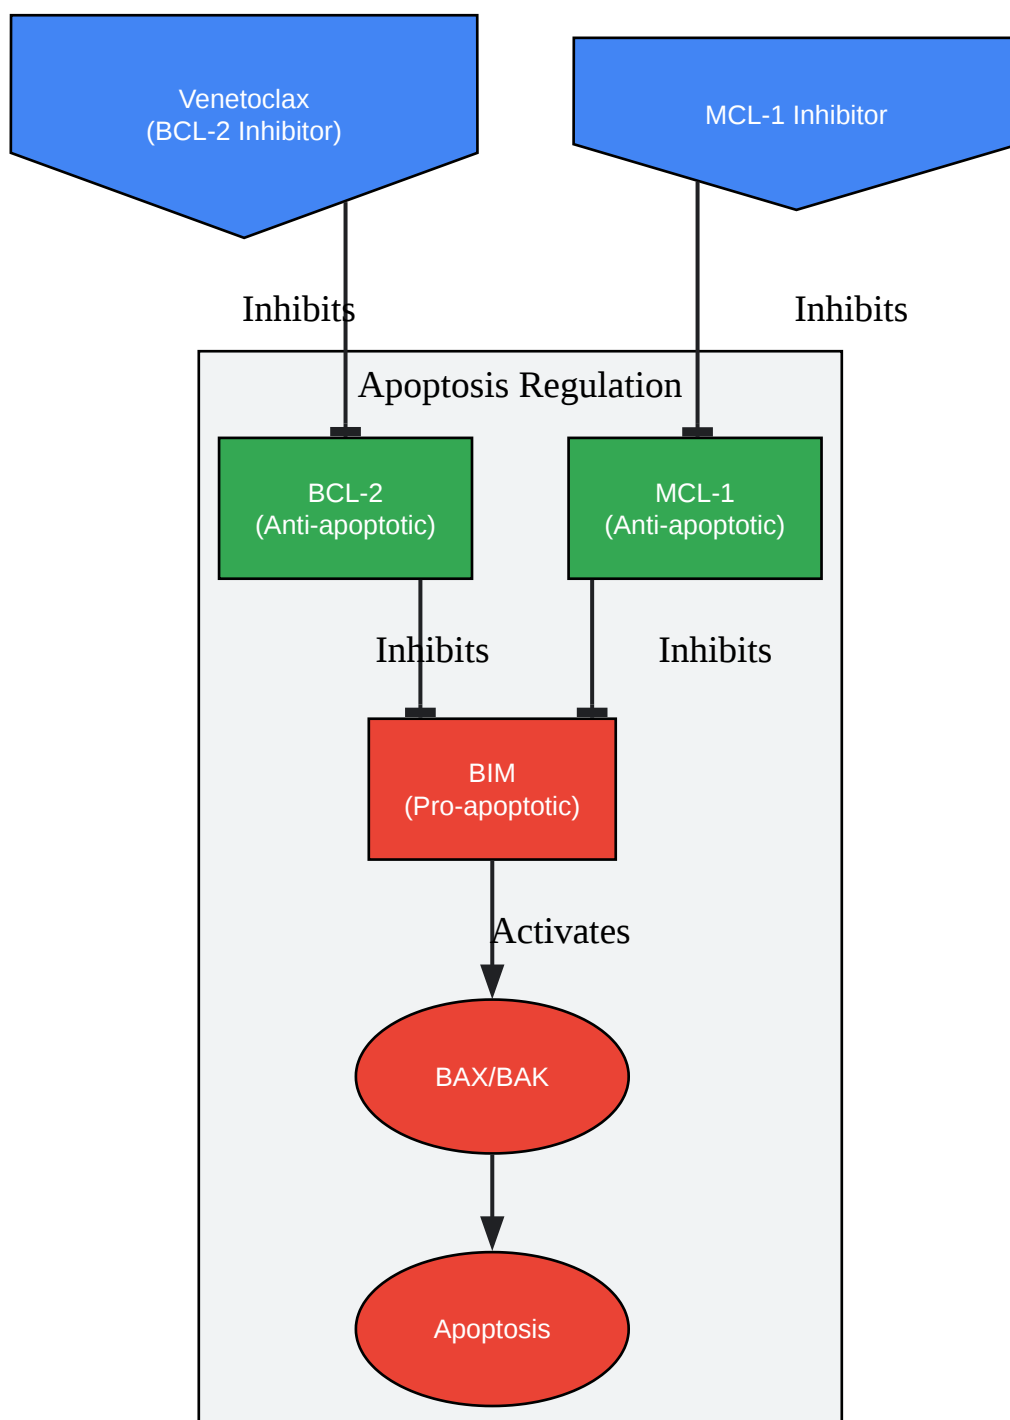 Venetoclax
(BCL-2 Inhibitor)
MCL-1 Inhibitor
Inhibits
Inhibits
Apoptosis Regulation
BCL-2
(Anti-apoptotic)
MCL-1
(Anti-apoptotic)
Inhibits
Inhibits
BIM
(Pro-apoptotic)
Activates
BAX/BAK
Apoptosis